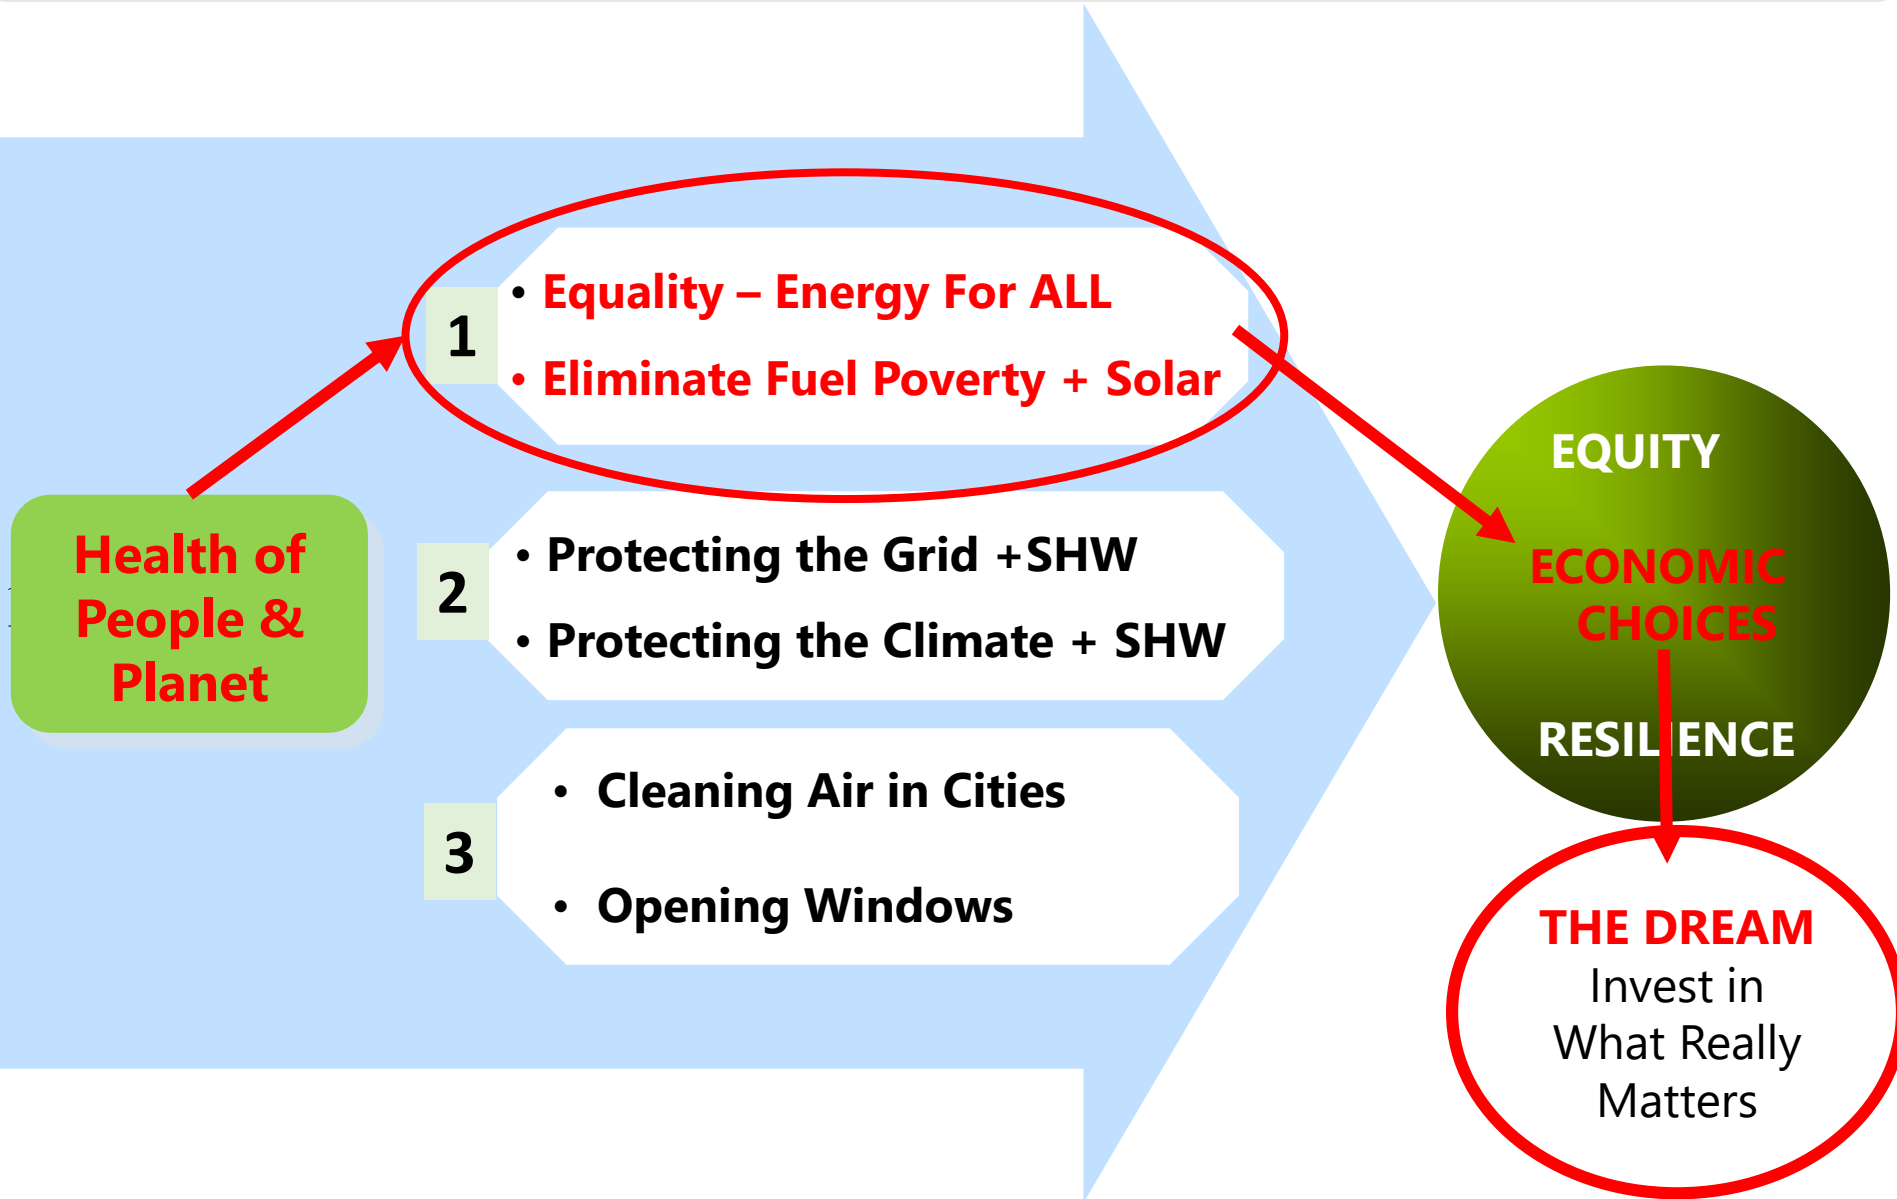 1
• Equality – Energy For ALL
• Eliminate Fuel Poverty + Solar
Health of
People &
Planet
2
• Protecting the Grid +SHW
• Protecting the Climate + SHW
3
• Cleaning Air in Cities
• Opening Windows
EQUITY
ECONOMIC
CHOICES
RESILIENCE
THE DREAM
Invest in
What Really
Matters